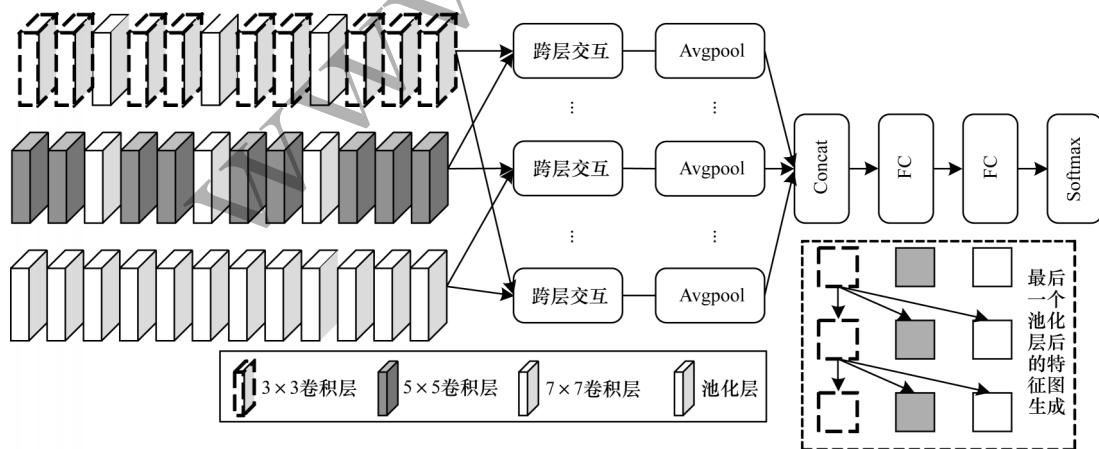 跨层交互
Avgpool
跨层交互
Avgpool
跨层交互
Avgpool
Concat
FC
FC
Softmax
3×3卷积层
5×5卷积层
7×7卷积层
池化层
最后一个池化层后的特征图生成
WWW